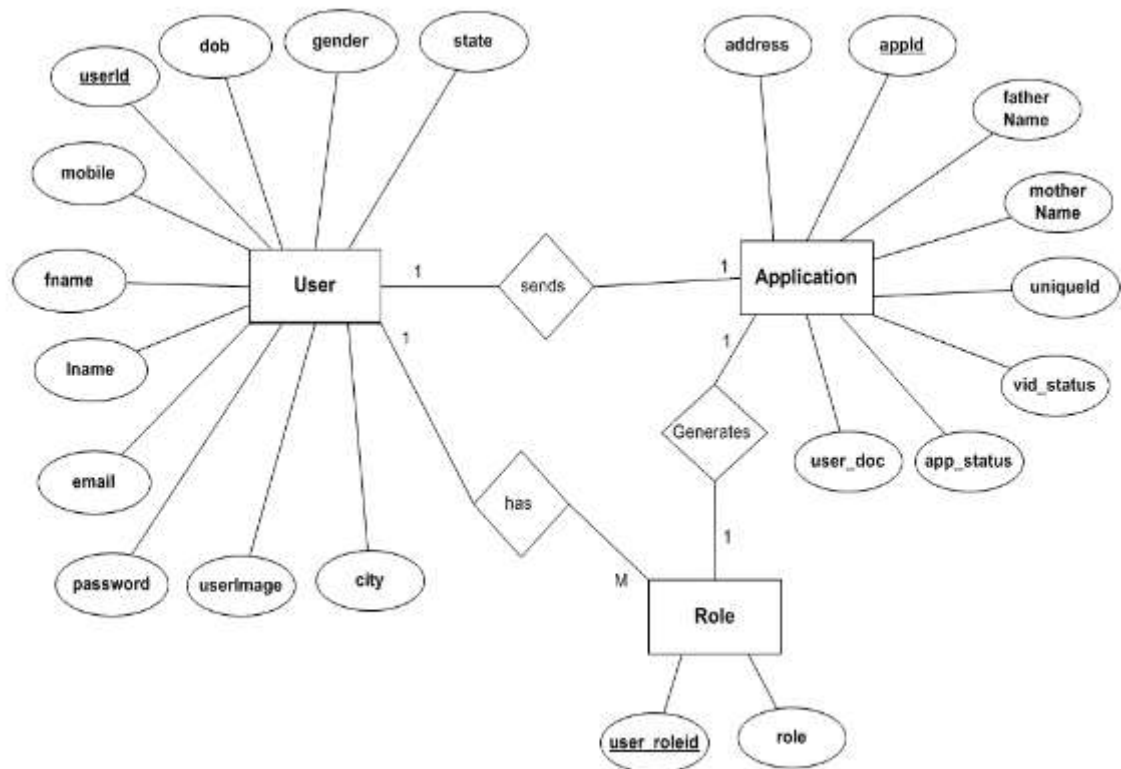 dob
gender
state
address
appId
userId
father
Name
mobile
mother
Name
fname
User
1
sends
1
Application
uniqueId
1
1
lname
vid_status
Generates
user_doc
app_status
email
has
1
password
userImage
city
M
Role
user_roleid
role